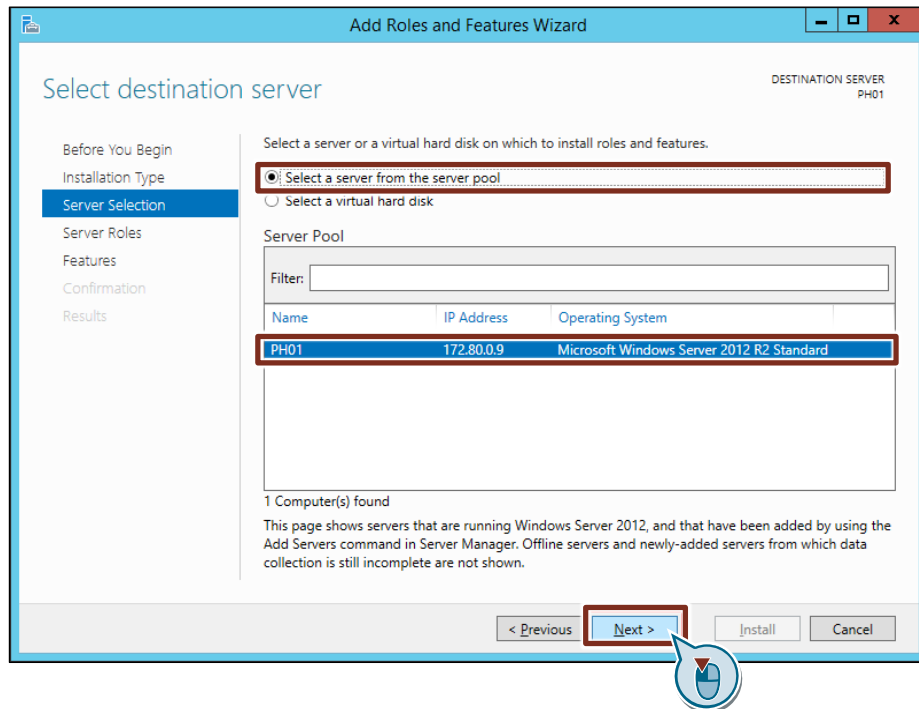 Add Roles and Features Wizard
Select destination server
DESTINATION SERVER
PH01
Before You Begin
Installation Type
Server Selection
Server Roles
Features
Confirmation
Results
Select a server or a virtual hard disk on which to install roles and features.
Select a server from the server pool
Select a virtual hard disk
Server Pool
Filter:
Name IP Address Operating System
PH01 172.80.0.9 Microsoft Windows Server 2012 R2 Standard
1 Computer(s) found
This page shows servers that are running Windows Server 2012, and that have been added by using the
Add Servers command in Server Manager. Offline servers and newly-added servers from which data
collection is still incomplete are not shown.
< Previous Next > Install Cancel